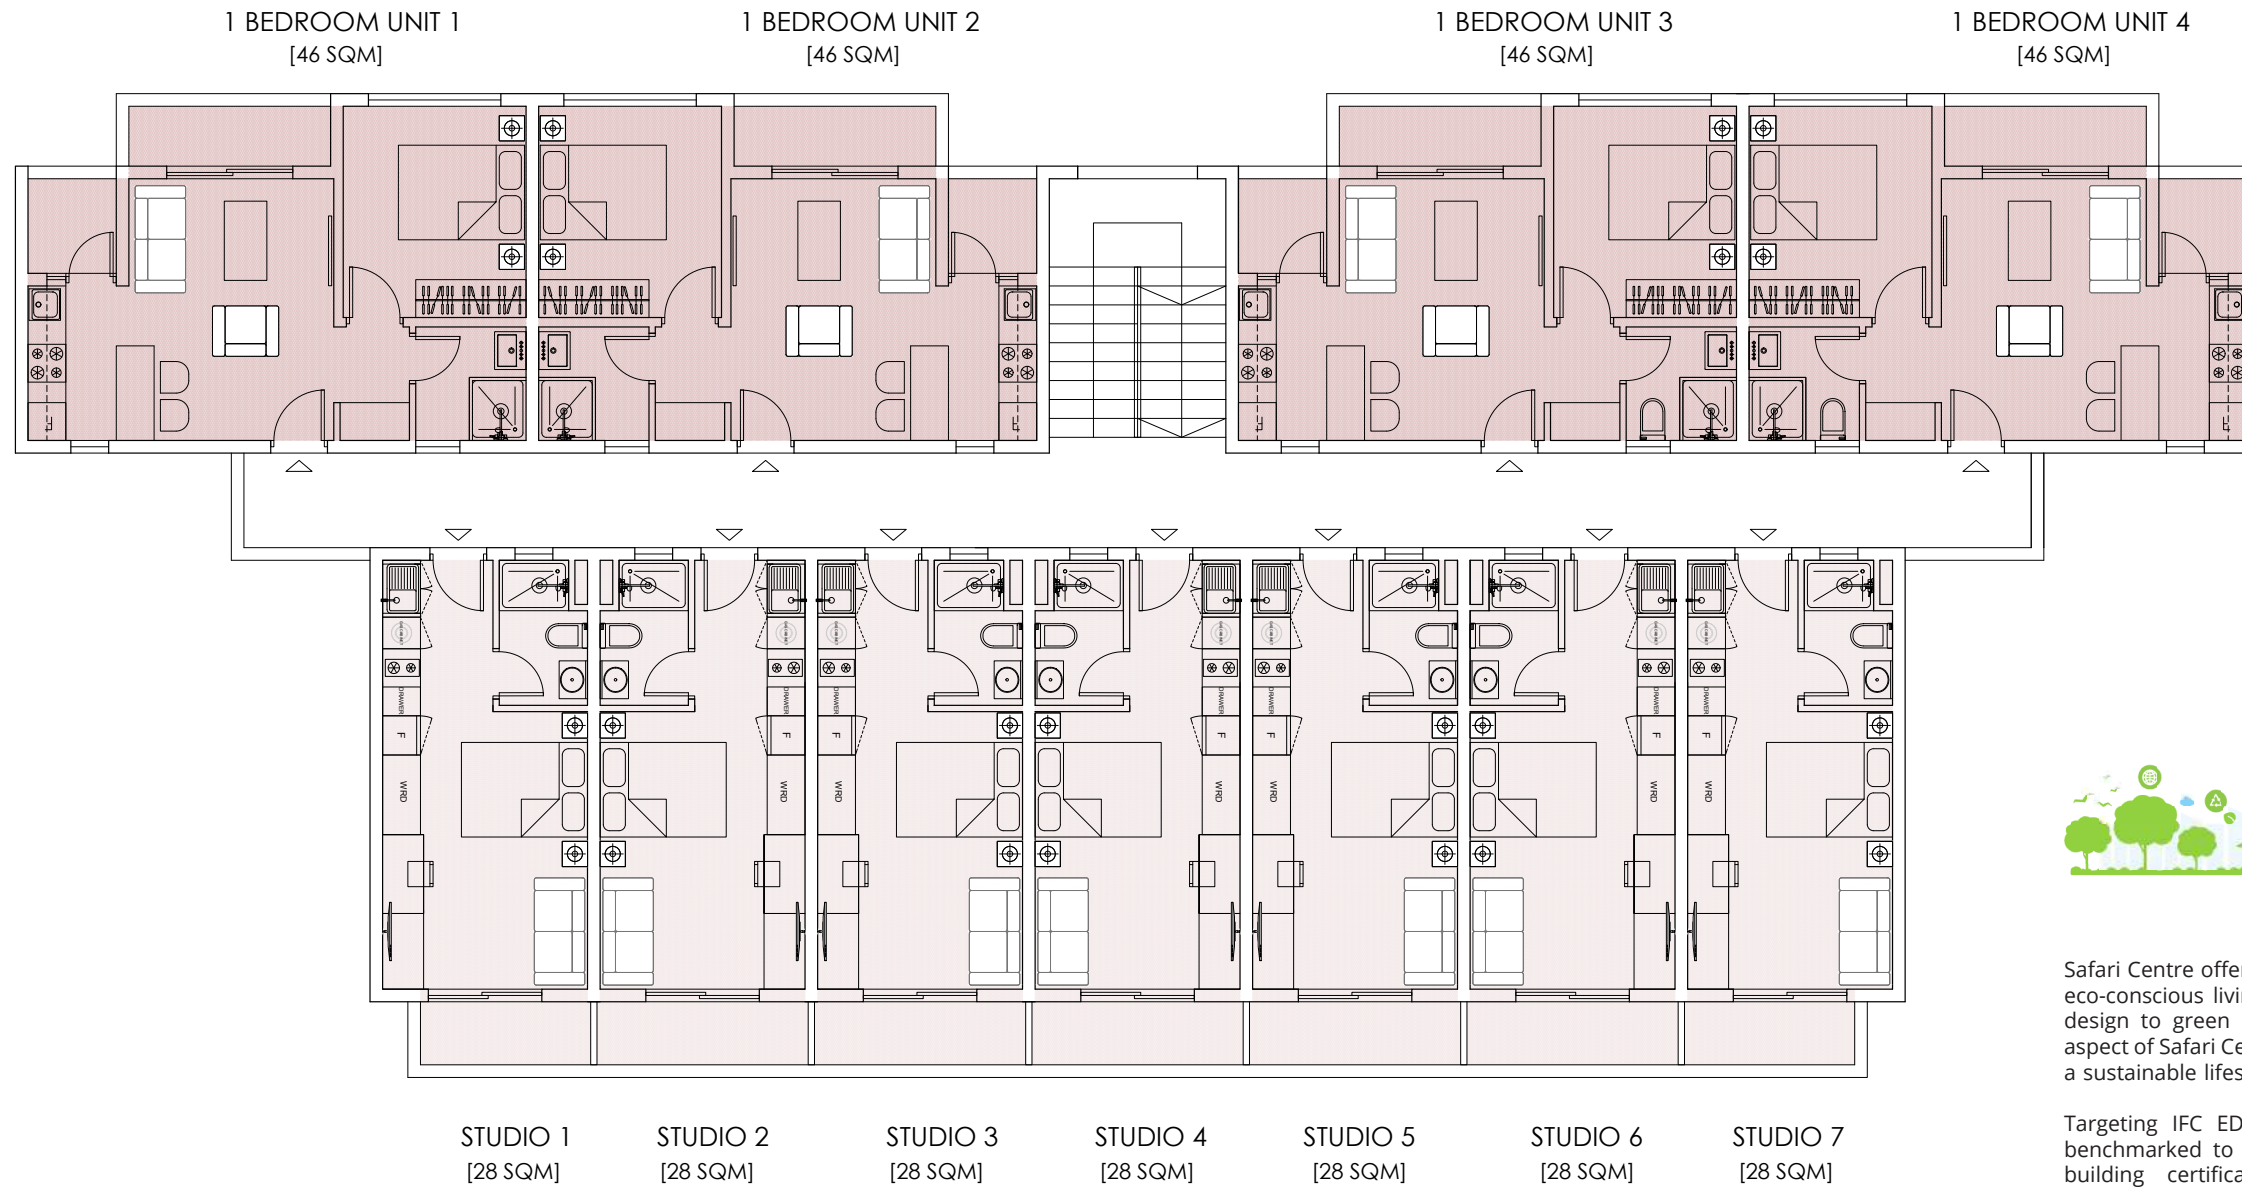 1 BEDROOM UNIT 1
[46 SQM]
1 BEDROOM UNIT 2
[46 SQM]
1 BEDROOM UNIT 3
[46 SQM]
1 BEDROOM UNIT 4
[46 SQM]
DRAWER
DRAWER
DRAWER
DRAWER
DRAWER
DRAWER
DRAWER
F
F
F
F
F
F
F
WRD
WRD
WRD
WRD
WRD
WRD
WRD
Safari Centre offer
eco-conscious livi
design to green
aspect of Safari Ce
a sustainable lifes
Targeting IFC ED
benchmarked to
building certifica
STUDIO 1
[28 SQM]
STUDIO 2
[28 SQM]
STUDIO 3
[28 SQM]
STUDIO 4
[28 SQM]
STUDIO 5
[28 SQM]
STUDIO 6
[28 SQM]
STUDIO 7
[28 SQM]